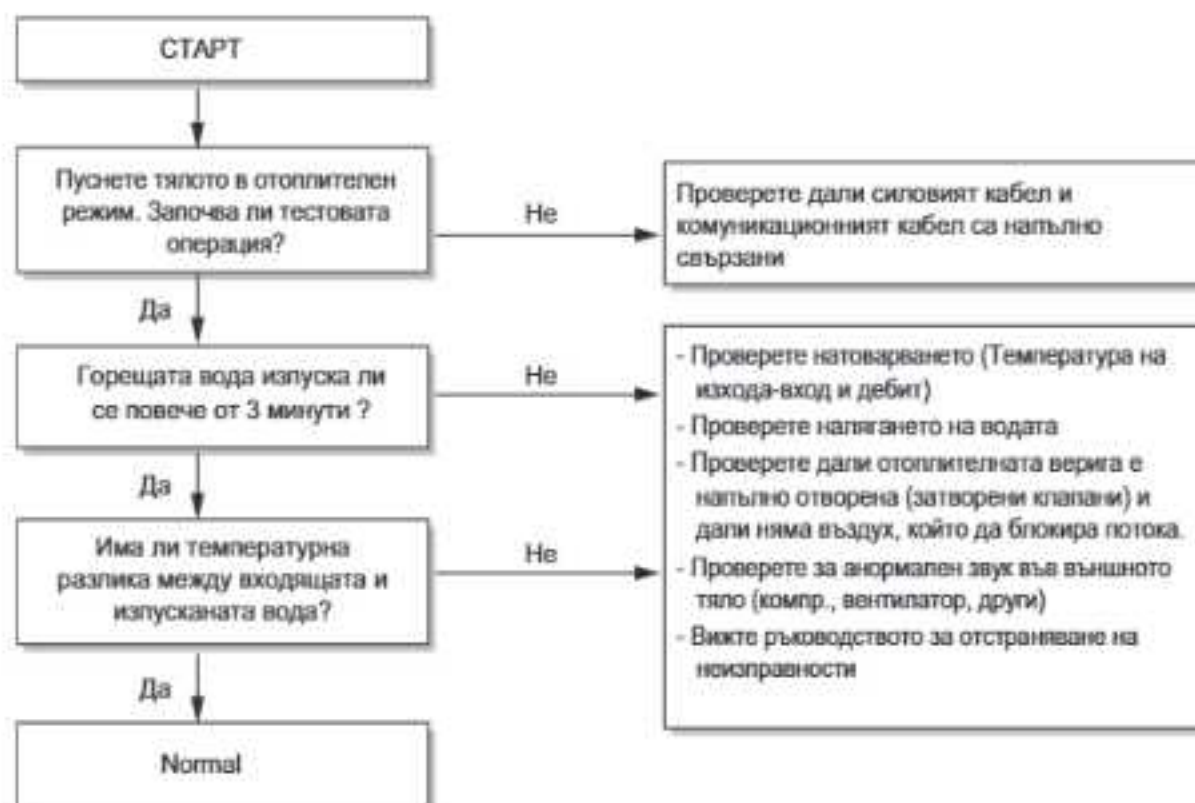 СТАРТ
Пуснете тялото в отоплителен
режим. Започва ли тестовата
операция?
Не
Проверете дали силовият кабел и
комуникационният кабел са напълно
свързани
Да
Горещата вода изпуска ли
се повече от 3 минути ?
Не
- Проверете натоварването (Температура на
изхода-вход и дебит)
- Проверете налягането на водата
- Проверете дали отоплителната верига е
напълно отворена (затворени клапани) и
дали няма въздух, който да блокира потока.
- Проверете за анормален звук във външното
тяло (компр., вентилатор, други)
- Вижте ръководството за отстраняване на
неизправности
Да
Има ли температурна
разлика между входящата и
изпусканата вода?
Не
Да
Normal